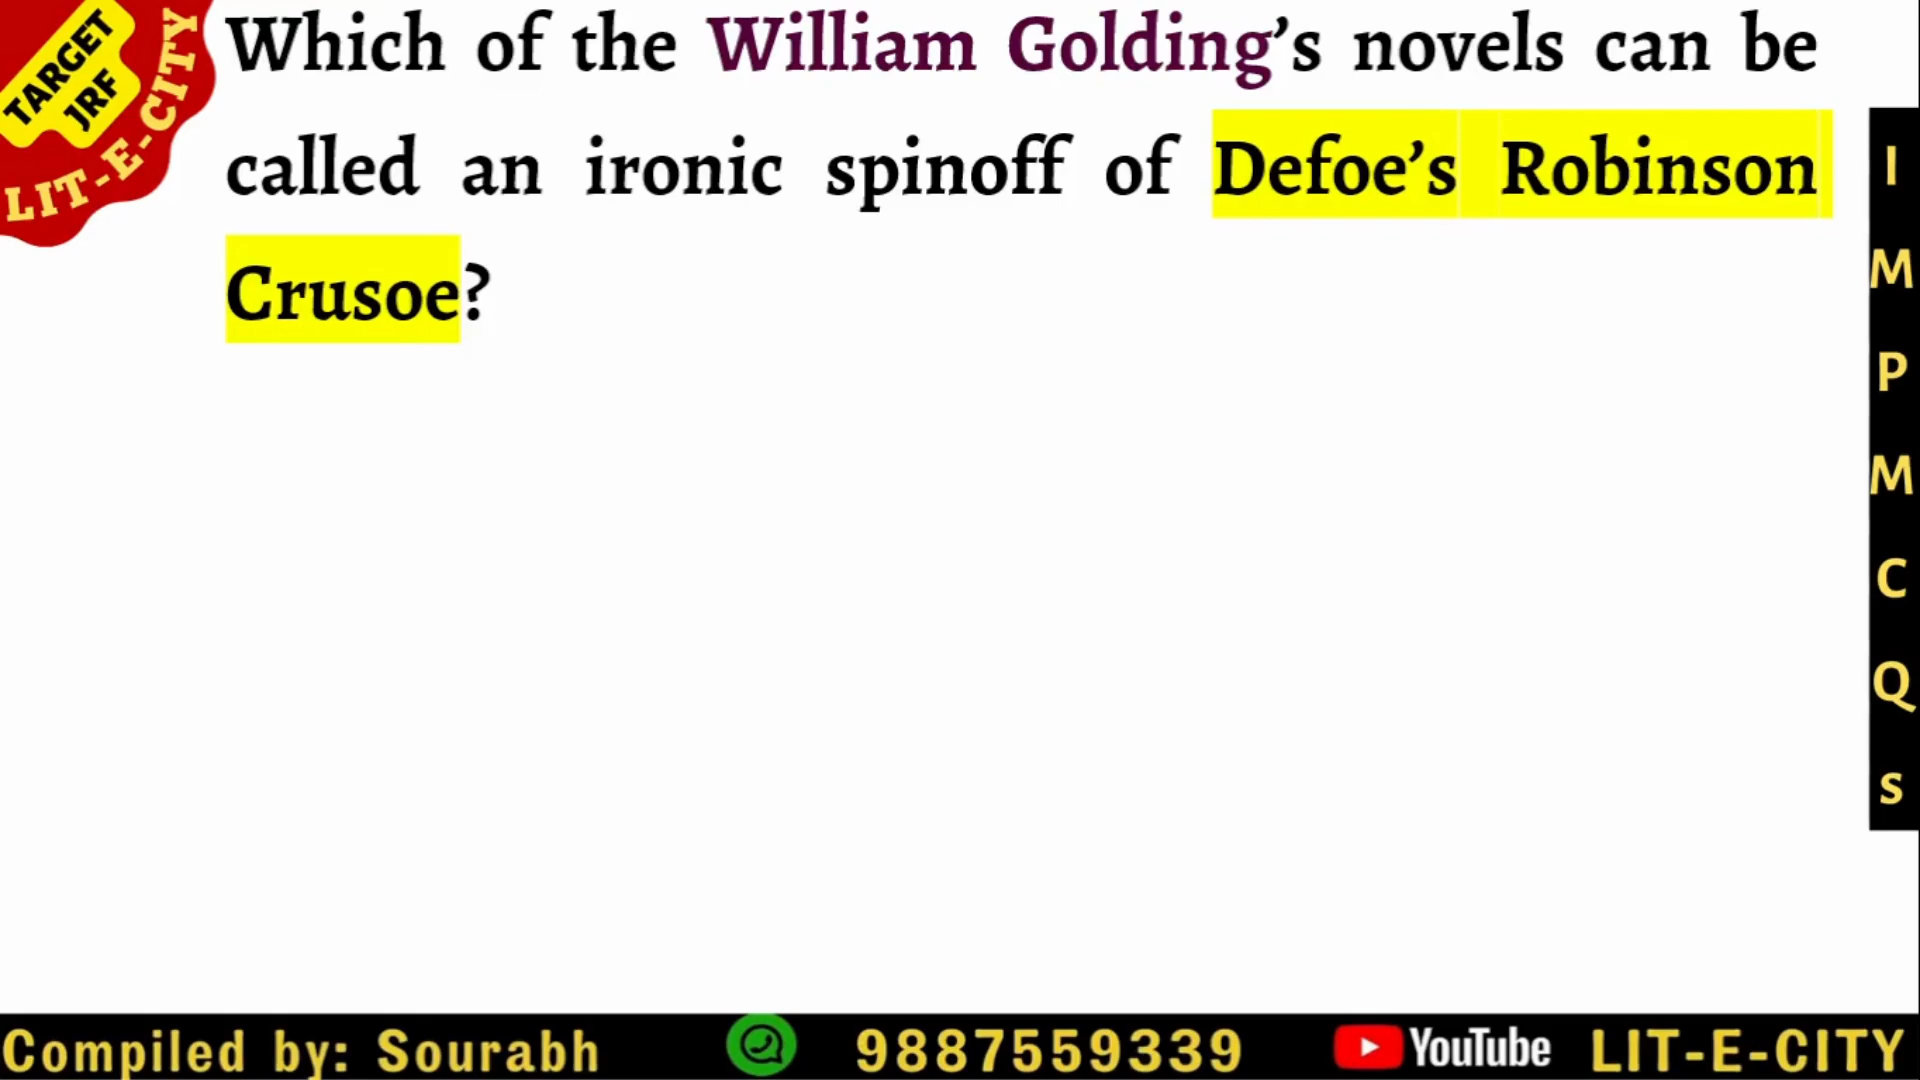 TARGET
JRF
LIT-E-CITY
Which of the William Golding’s novels can be
called an ironic spinoff of Defoe’s Robinson
Crusoe?
I
M
P
M
C
Q
s
Compiled by: Sourabh 9887559339 YouTube LIT-E-CITY